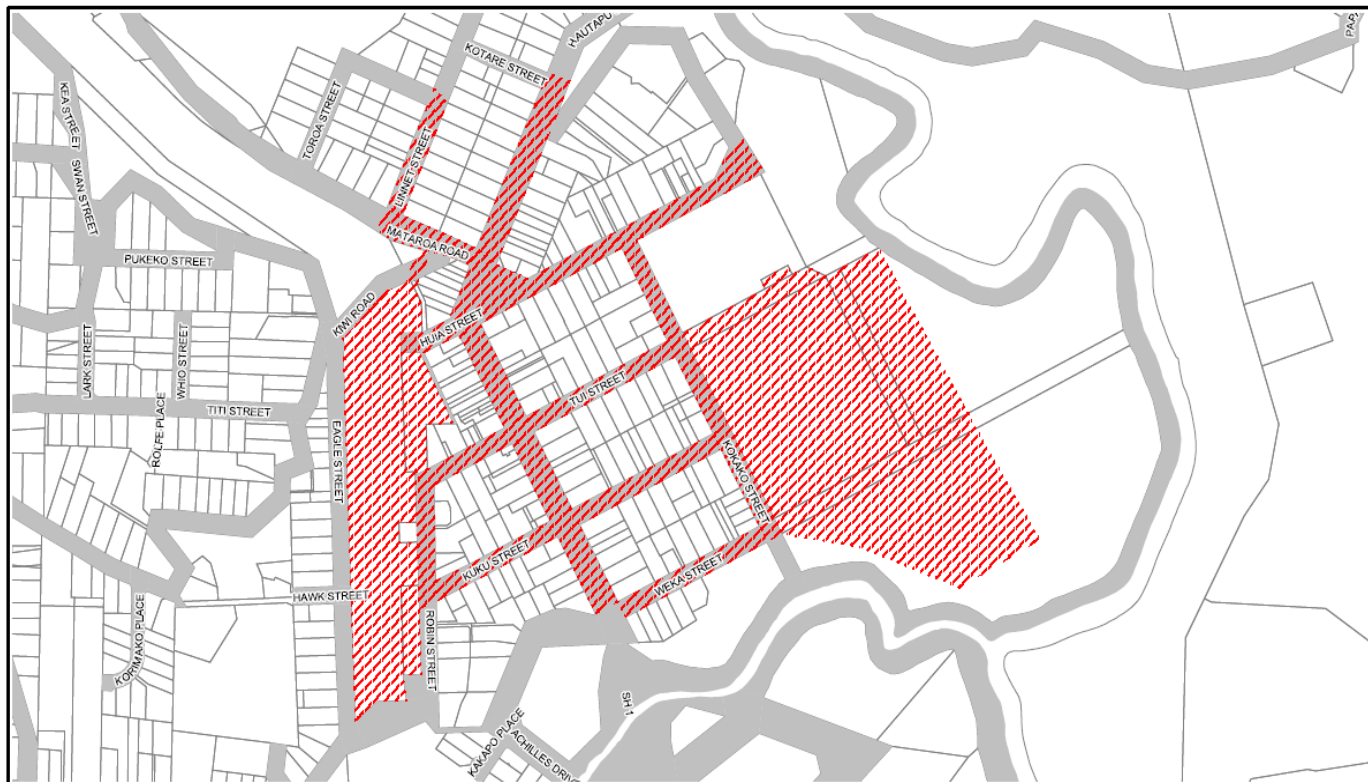 KOTARE STREET
HAUTAPU
KEA STREET
TOROA STREET
LINNET STREET
SWAN STREET
MATAROA ROAD
PUKEKO STREET
KIWI ROAD
HUIA STREET
LARK STREET
WHIO STREET
TITI STREET
TUI STREET
ROLFE PLACE
EAGLE STREET
KOKAKO STREET
KUKU STREET
WEKA STREET
HAWK STREET
KORIMAKO PLACE
ROBIN STREET
SH 1
KAKAPO PLACE
ACHILLES DRIVE